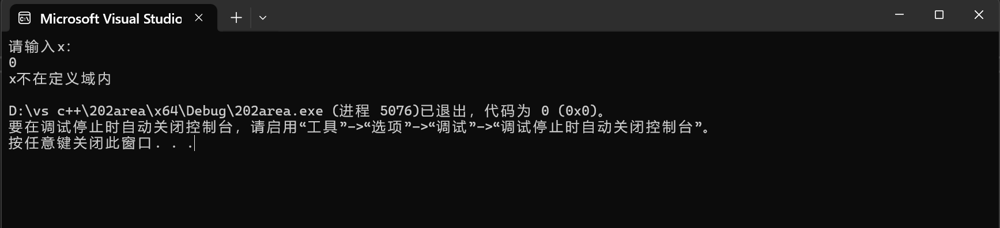 Microsoft Visual Studio
请输入x:
0
x不在定义域内
D:\vs c++\202area\x64\Debug\202area.exe (进程 5076)已退出，代码为 0 (0x0)。
要在调试停止时自动关闭控制台，请启用“工具”->“选项”->“调试”->“调试停止时自动关闭控制台”。
按任意键关闭此窗口. . .